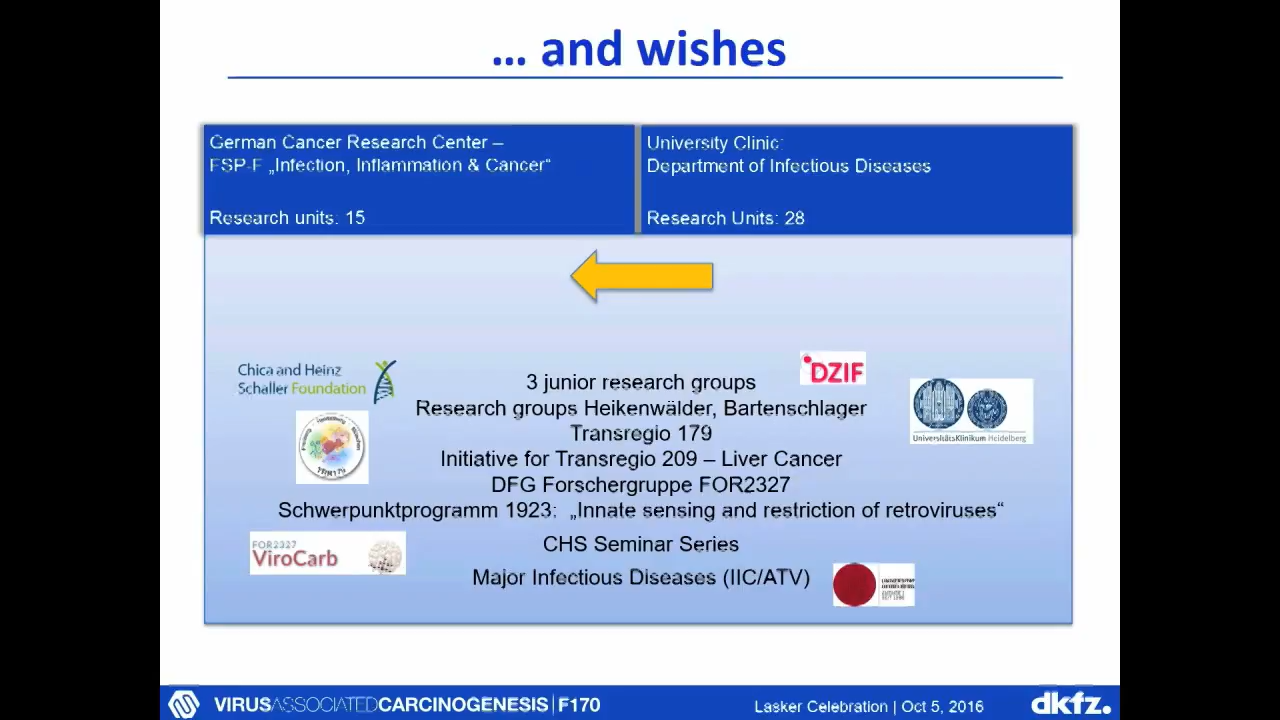 … and wishes
German Cancer Research Center –
FSP-F „Infection, Inflammation & Cancer“
Research units: 15
University Clinic:
Department of Infectious Diseases
Research Units: 28
Chica and Heinz
Schaller Foundation
DZIF
3 junior research groups
Research groups Heikenwälder, Bartenschlager
Transregio 179
Initiative for Transregio 209 – Liver Cancer
DFG Forschergruppe FOR2327
Schwerpunktprogramm 1923: „Innate sensing and restriction of retroviruses“
CHS Seminar Series
Major Infectious Diseases (IIC/ATV)
UniversitätsKlinikum Heidelberg
TRR179
FOR2327
ViroCarb
VIRUSASSOCIATEDCARCINOGENESIS | F170
Lasker Celebration | Oct 5, 2016
dkfz.